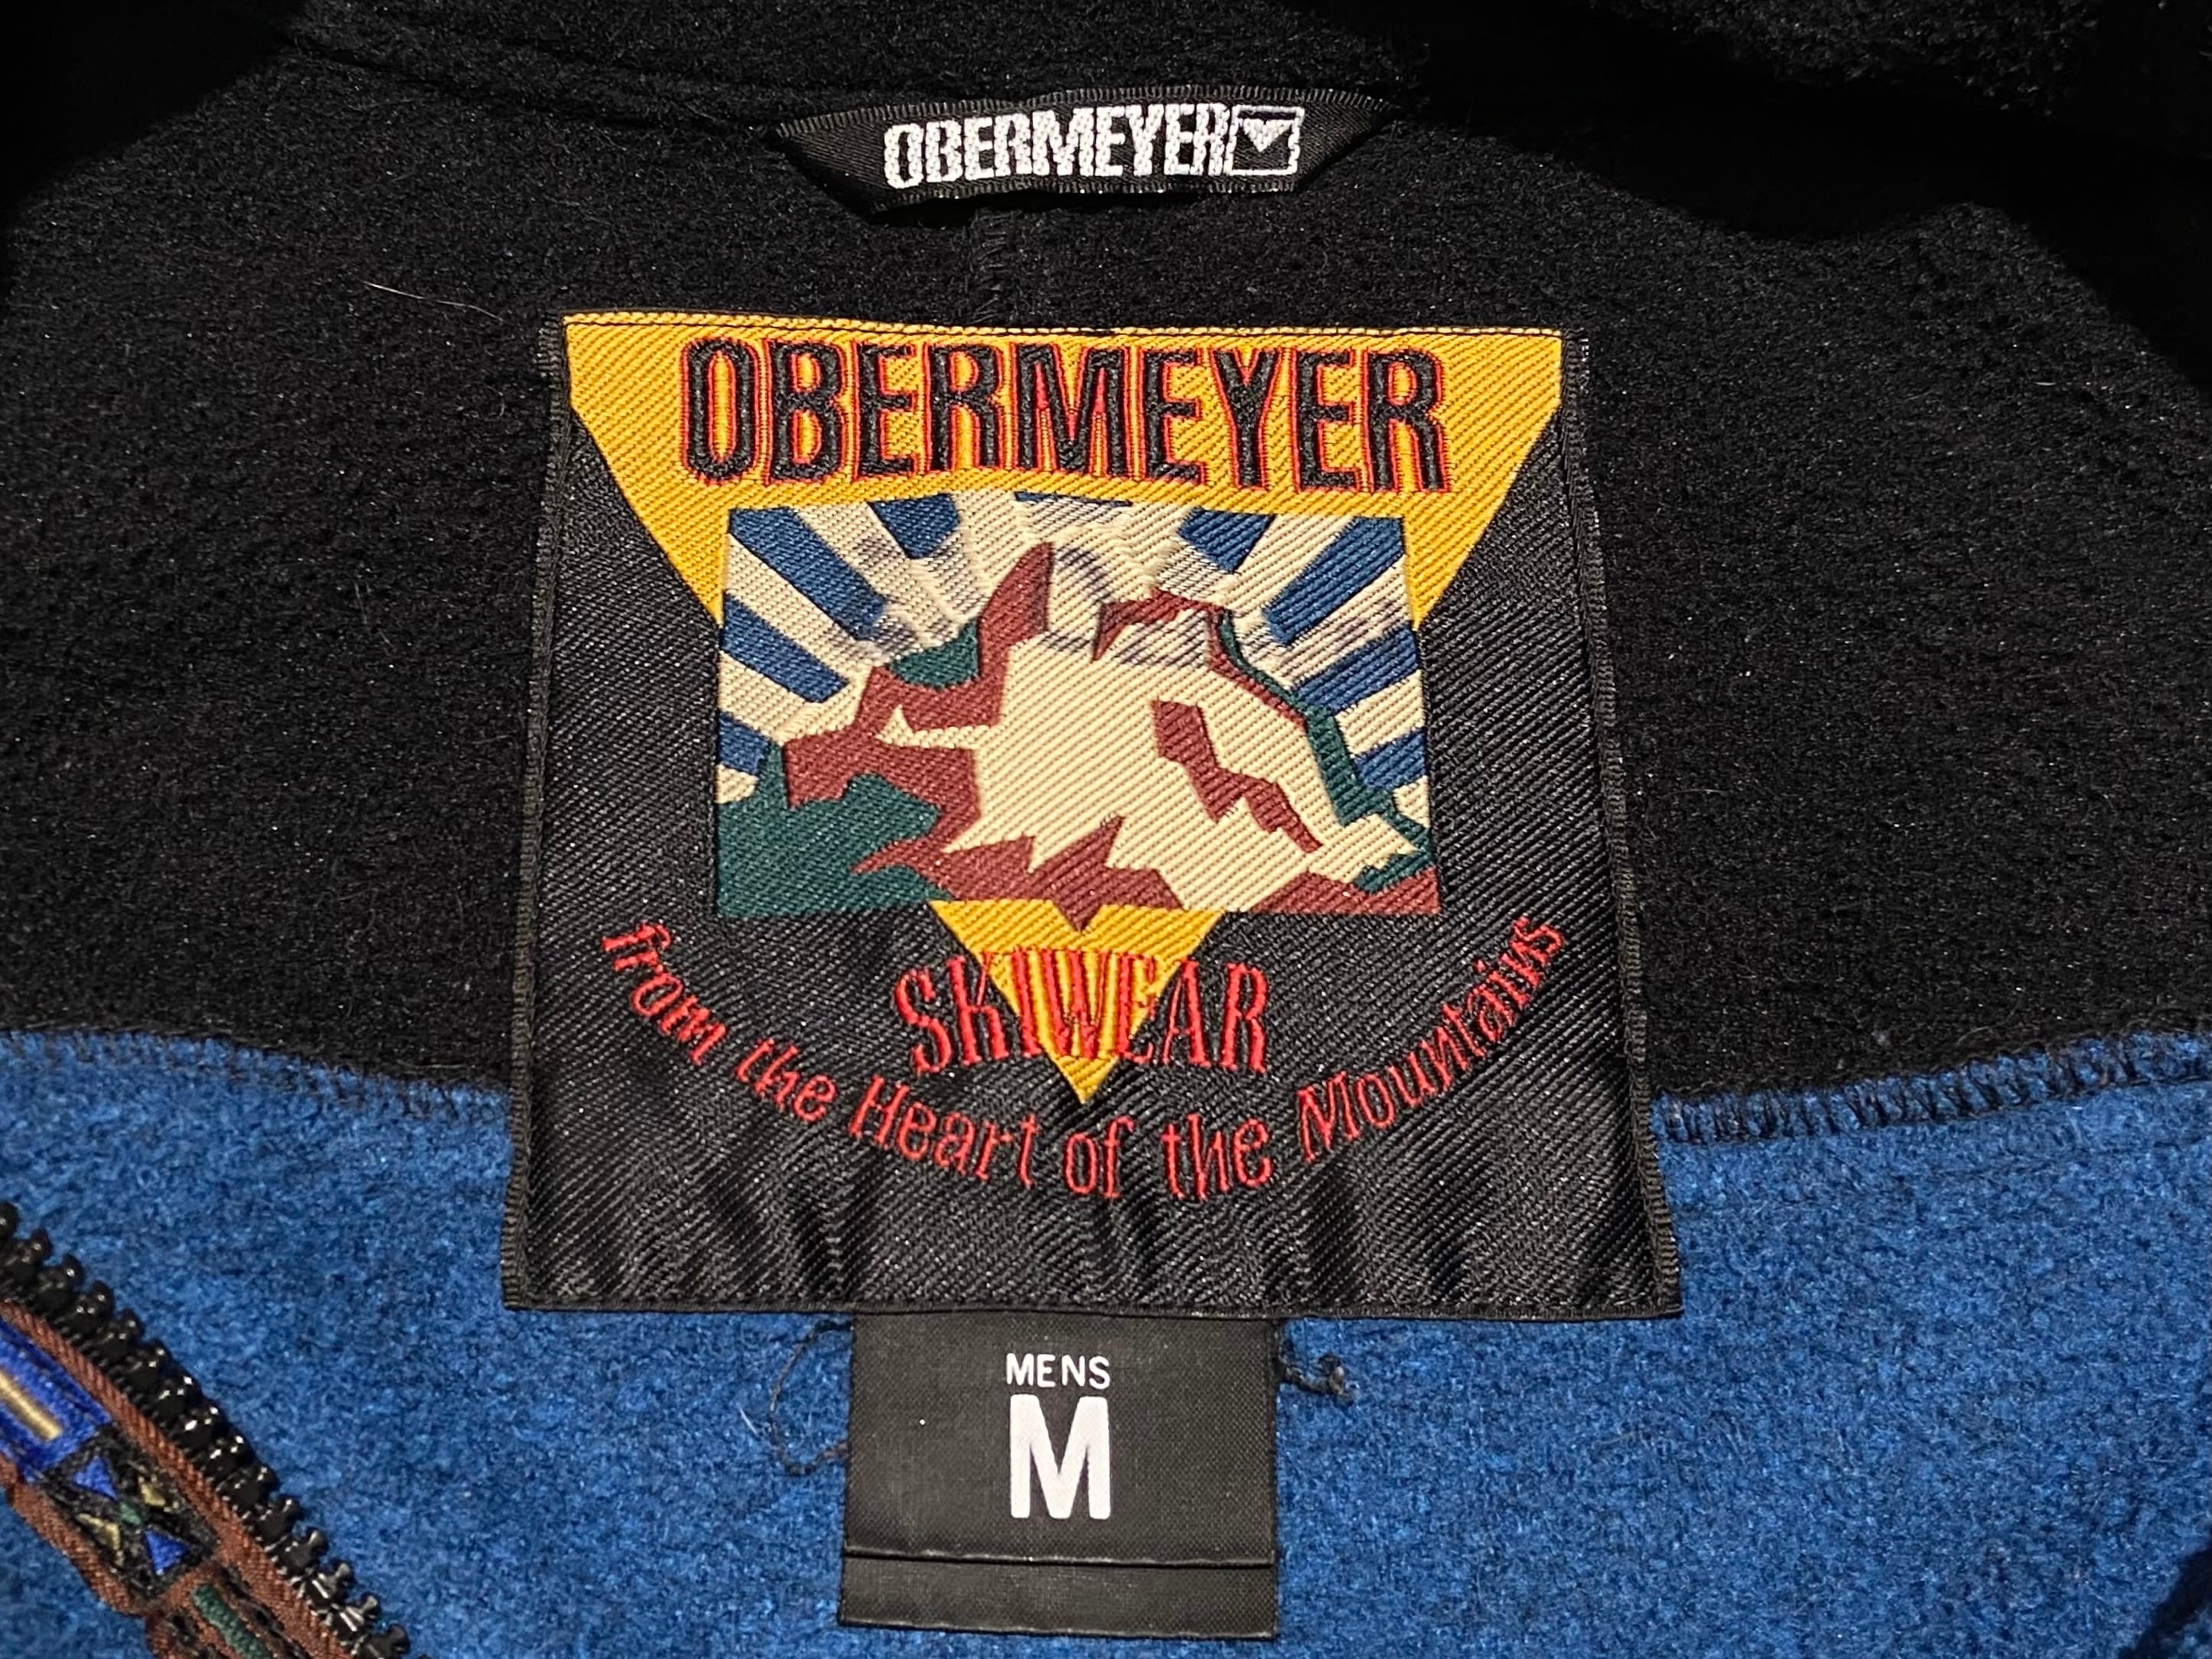 OBERMEYER
OBERMEYER
SKIWEAR
from the Heart of the Mountains
MENS
M